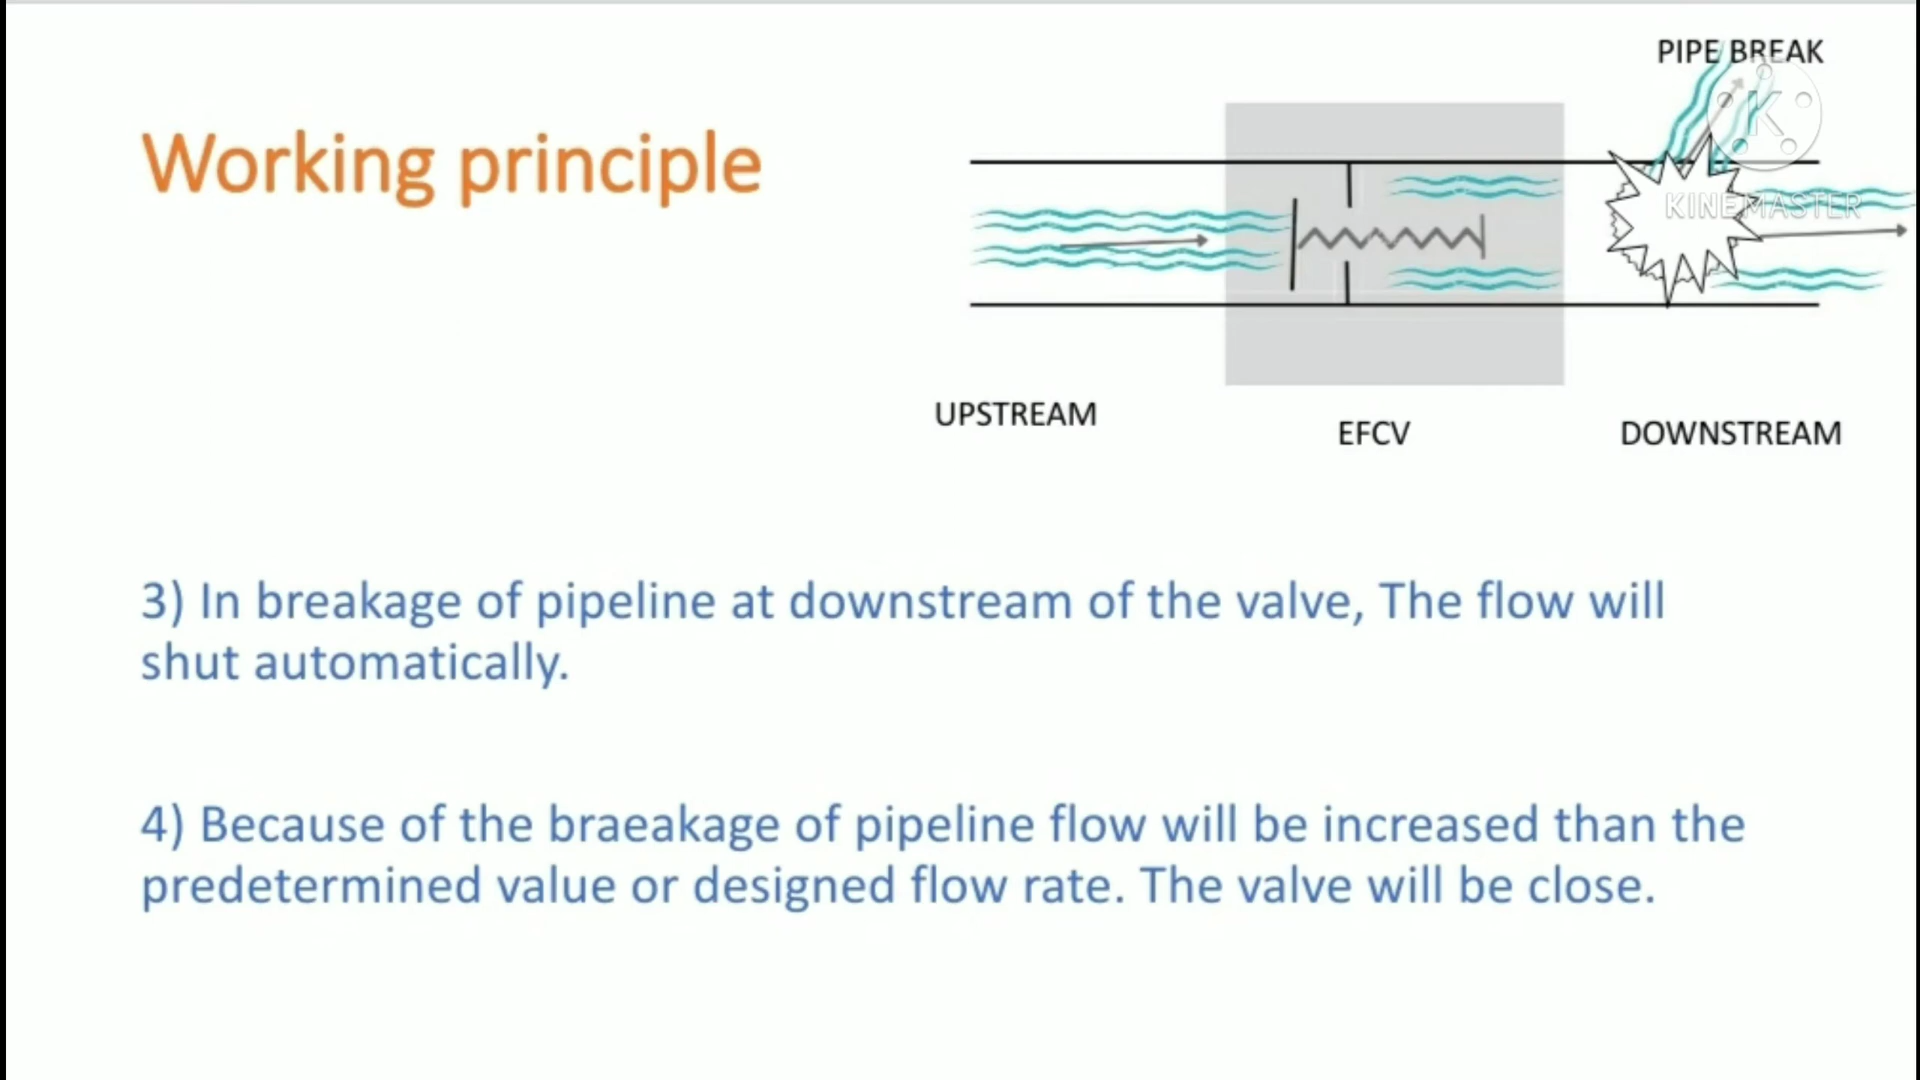 PIPE BREAK
K
KINEMASTER
Working principle
UPSTREAM
EFCV
DOWNSTREAM
3) In breakage of pipeline at downstream of the valve, The flow will
shut automatically.
4) Because of the braeakage of pipeline flow will be increased than the
predetermined value or designed flow rate. The valve will be close.